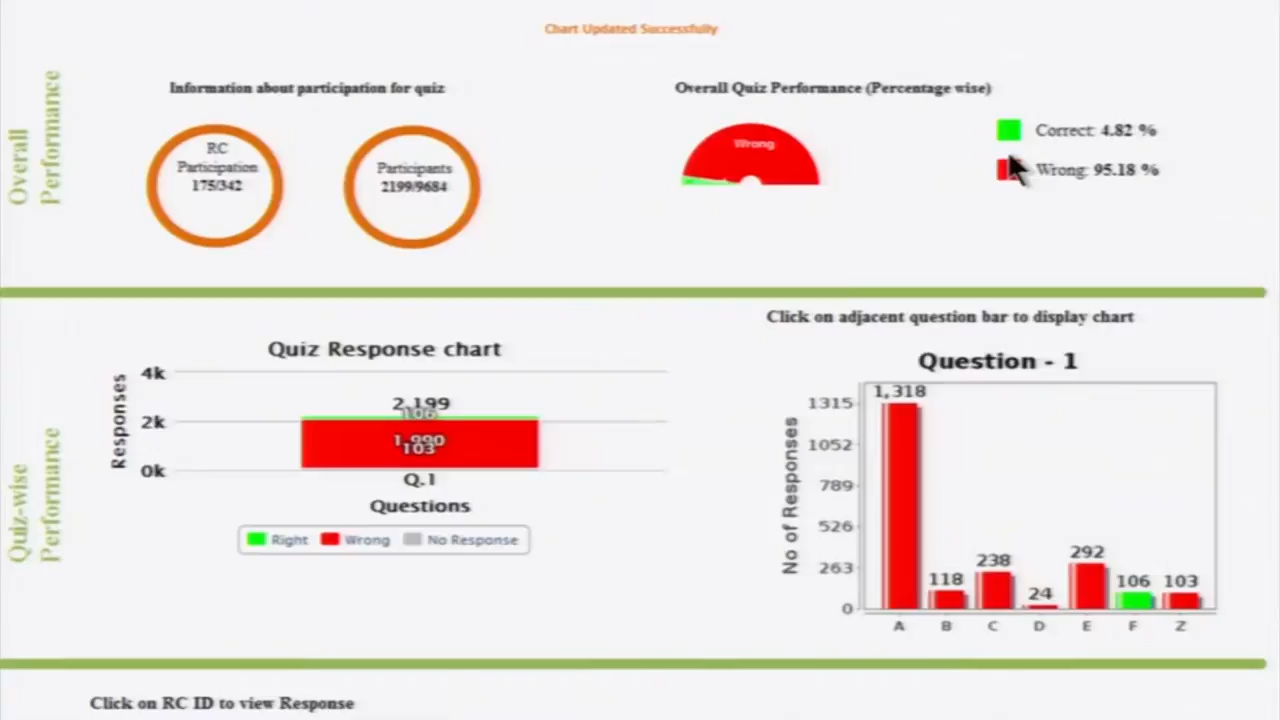 Chart Updated Successfully
Overall
Performance
Information about participation for quiz
RC
Participation
175/342
Participants
2199/9684
Overall Quiz Performance (Percentage wise)
Wrong
Correct: 4.82 %
Wrong: 95.18 %
Quiz-wise
Performance
Quiz Response chart
Responses
4k
2k
0k
2,199
106
1,990
103
Q.1
Questions
Right Wrong No Response
Click on adjacent question bar to display chart
Question - 1
No of Responses
1315
1052
789
526
263
0
1,318
118
238
24
292
106
103
A B C D E F Z
Click on RC ID to view Response